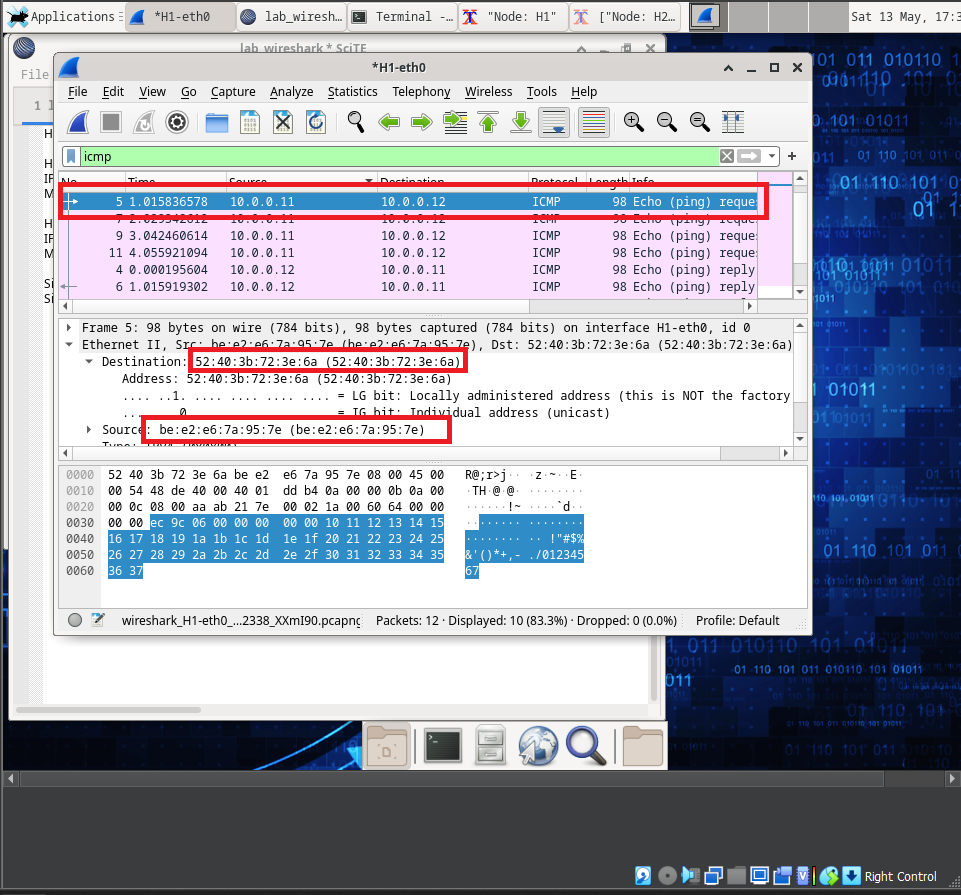 Applications
*H1-eth0
lab_wiresh...
Terminal -...
"Node: H1"
["Node: H2...
Sat 13 May, 17:3
lab_wireshark * SciTE
File
1
*H1-eth0
File Edit View Go Capture Analyze Statistics Telephony Wireless Tools Help
icmp
No. Time Source Destination Protocol Length Info
5 1.015836578 10.0.0.11 10.0.0.12 ICMP 98 Echo (ping) reque
7 2.029342612 10.0.0.11 10.0.0.12 ICMP 98 Echo (ping) reque
9 3.042460614 10.0.0.11 10.0.0.12 ICMP 98 Echo (ping) reque
11 4.055921094 10.0.0.11 10.0.0.12 ICMP 98 Echo (ping) reque
4 0.000195604 10.0.0.12 10.0.0.11 ICMP 98 Echo (ping) reply
6 1.015919302 10.0.0.12 10.0.0.11 ICMP 98 Echo (ping) reply
Frame 5: 98 bytes on wire (784 bits), 98 bytes captured (784 bits) on interface H1-eth0, id 0
Ethernet II, Src: be:e2:e6:7a:95:7e (be:e2:e6:7a:95:7e), Dst: 52:40:3b:72:3e:6a (52:40:3b:72:3e:6a)
Destination: 52:40:3b:72:3e:6a (52:40:3b:72:3e:6a)
Address: 52:40:3b:72:3e:6a (52:40:3b:72:3e:6a)
.... ..1. .... .... .... .... = LG bit: Locally administered address (this is NOT the factory
.... ...0 .... .... .... .... = IG bit: Individual address (unicast)
Source: be:e2:e6:7a:95:7e (be:e2:e6:7a:95:7e)
0000 52 40 3b 72 3e 6a be e2 e6 7a 95 7e 08 00 45 00 R@;r>j·· ·z·~··E·
0010 00 54 48 de 40 00 40 01 dd b4 0a 00 00 0b 0a 00 ·TH·@·@· ········
0020 00 0c 08 00 aa ab 21 7e 00 02 1a 00 60 64 00 00 ······!~ ····`d··
0030 00 00 ec 9c 06 00 00 00 00 00 10 11 12 13 14 15 ········ ········
0040 16 17 18 19 1a 1b 1c 1d 1e 1f 20 21 22 23 24 25 ········ ·· !"#$%
0050 26 27 28 29 2a 2b 2c 2d 2e 2f 30 31 32 33 34 35 &'()*+,- ./012345
0060 36 37 67
wireshark_H1-eth0_...2338_XXmI90.pcapng
Packets: 12 · Displayed: 10 (83.3%) · Dropped: 0 (0.0%)
Profile: Default
Right Control